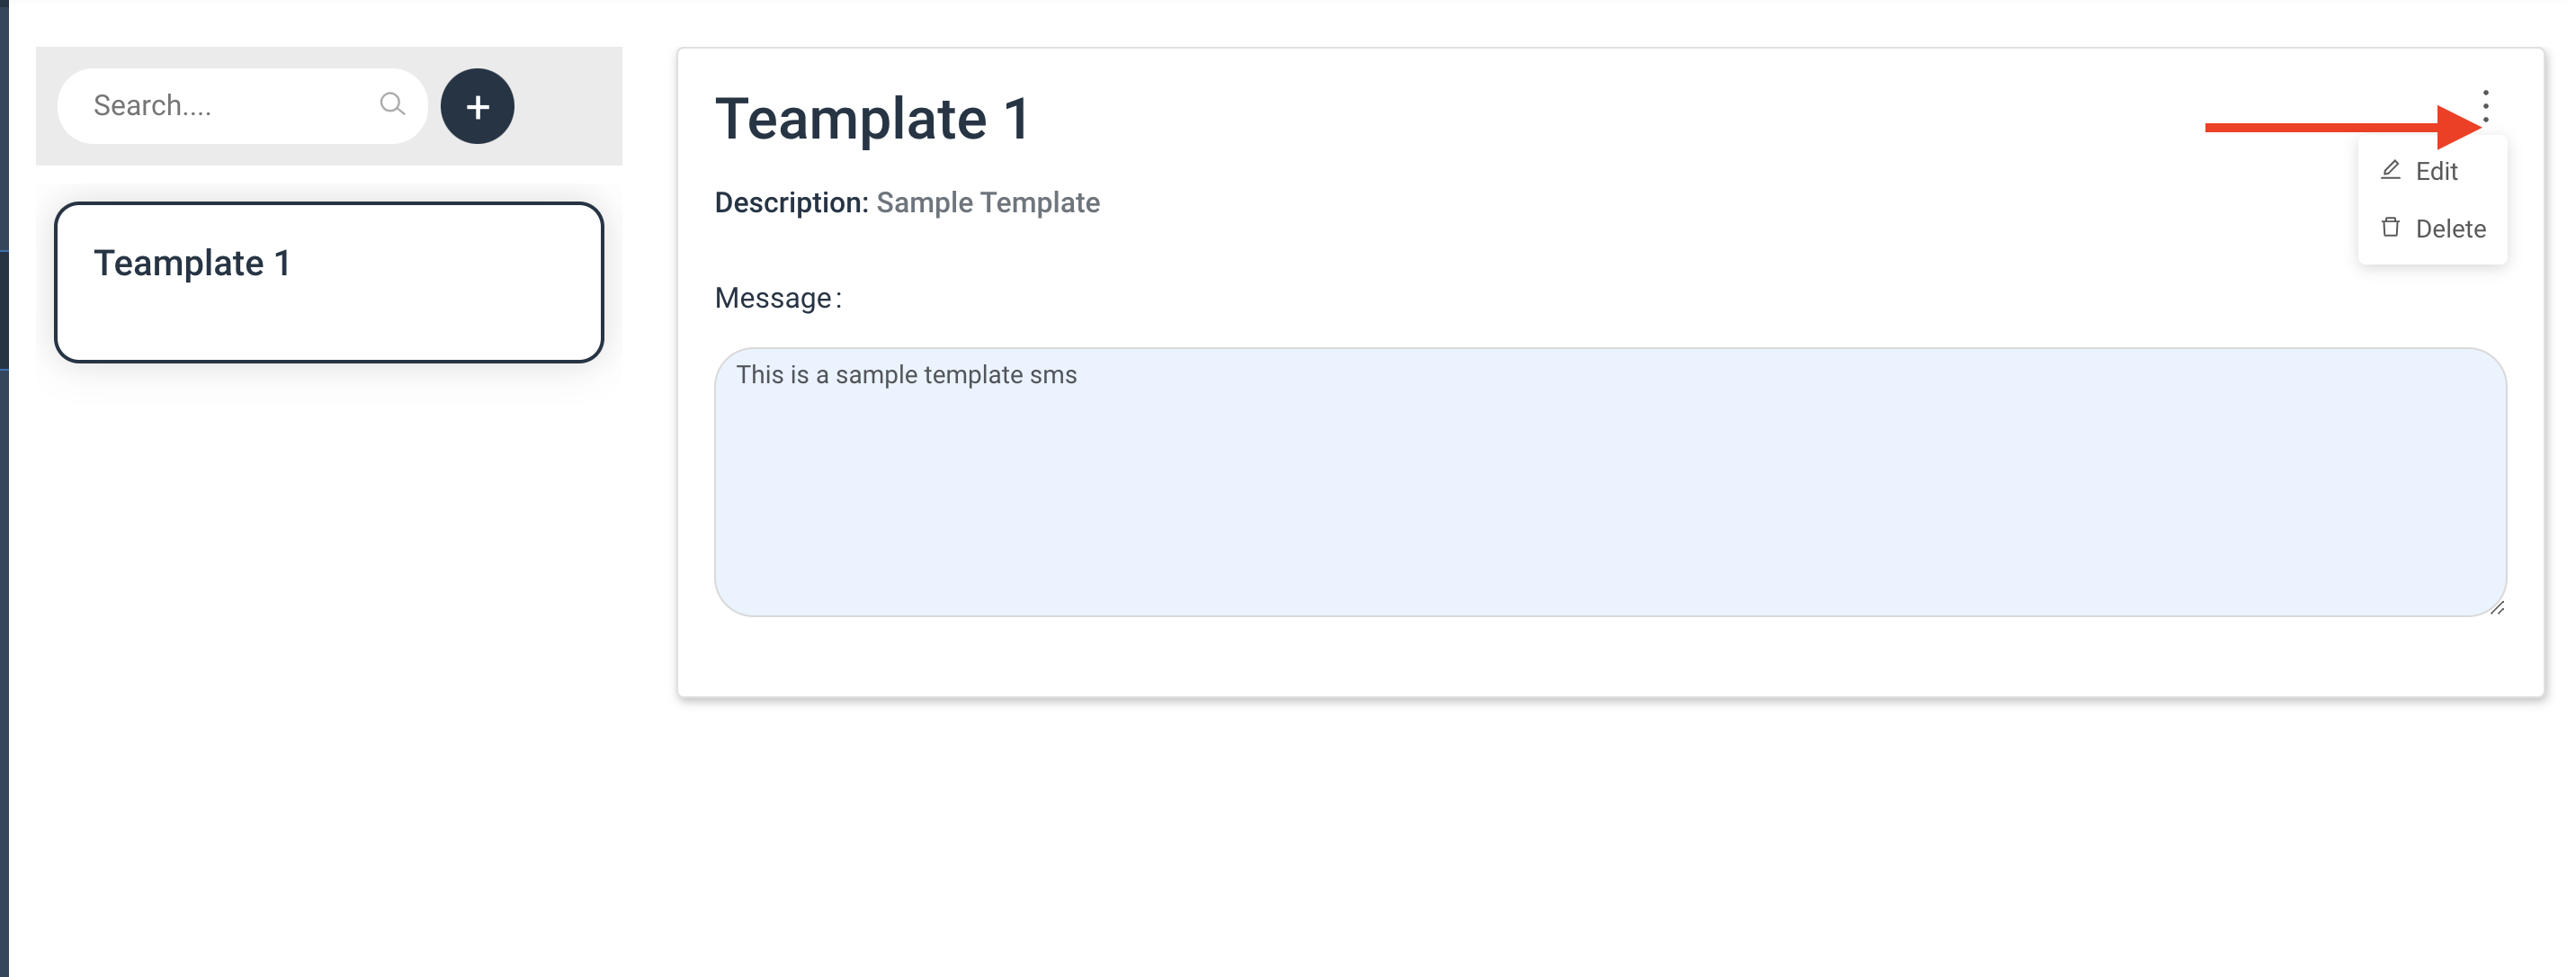 Search....
+
Teamplate 1
Teamplate 1
Description: Sample Template
Edit
Delete
Message:
This is a sample template sms